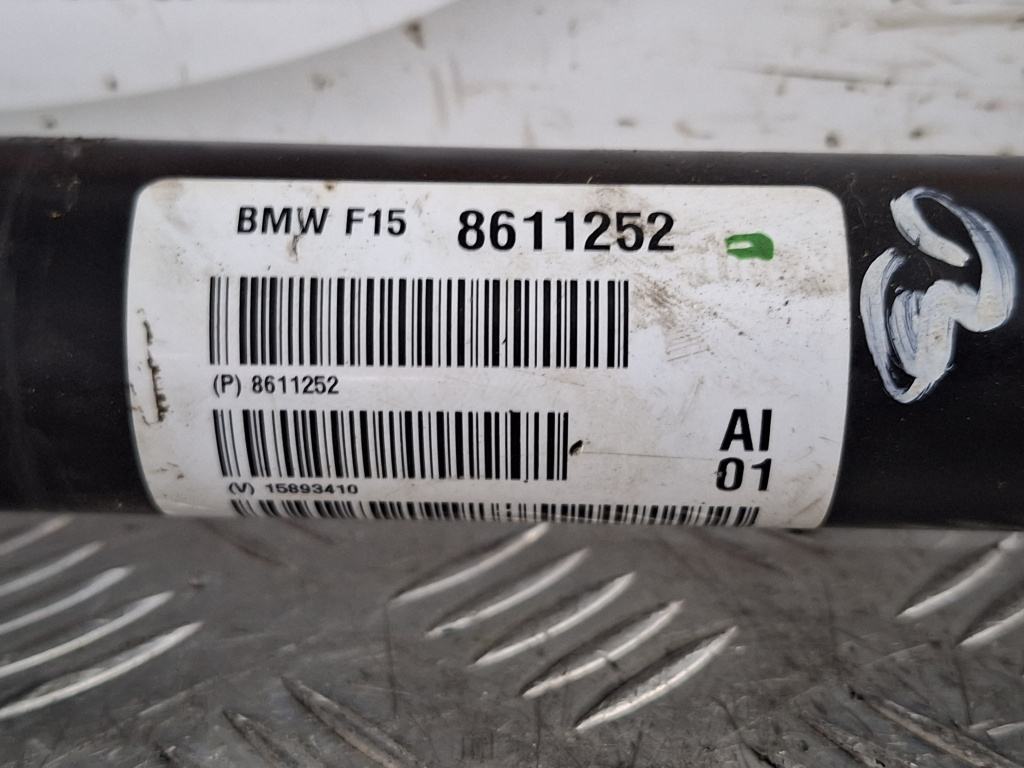 BMW F15 8611252
(P) 8611252
AI
01
(V) 15893410